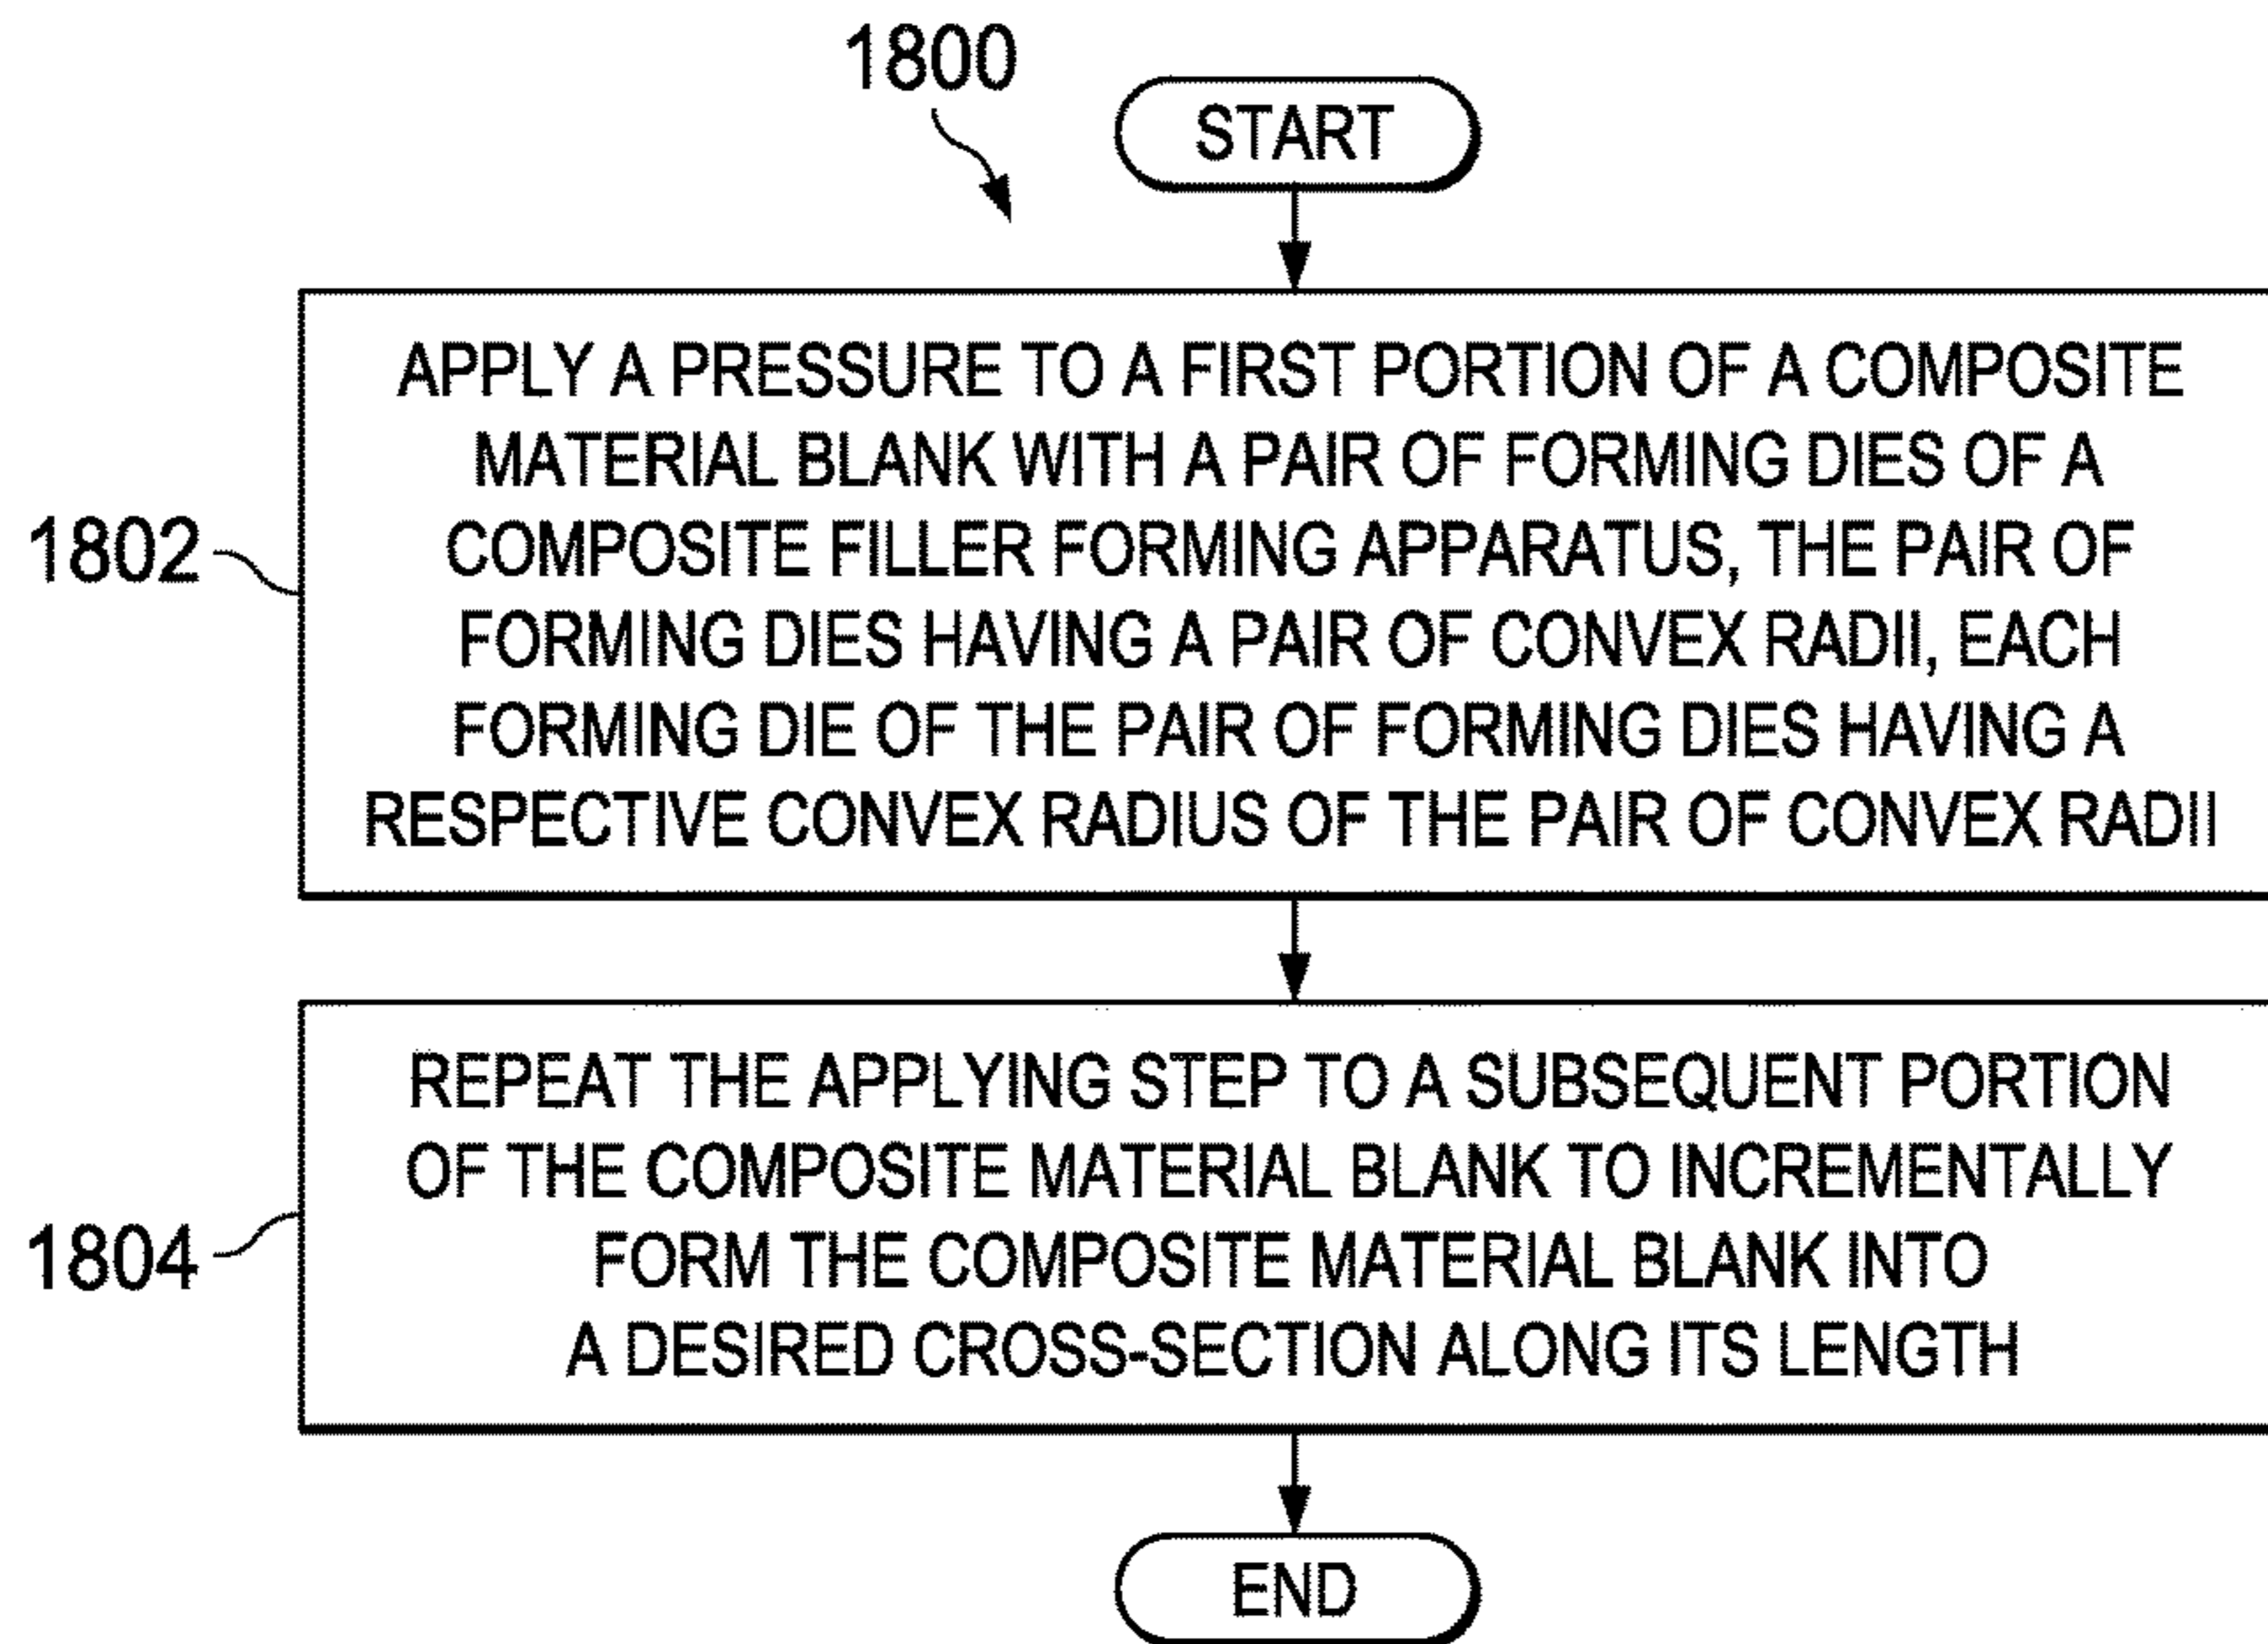 1800
START
APPLY A PRESSURE TO A FIRST PORTION OF A COMPOSITE
MATERIAL BLANK WITH A PAIR OF FORMING DIES OF A
COMPOSITE FILLER FORMING APPARATUS, THE PAIR OF
FORMING DIES HAVING A PAIR OF CONVEX RADII, EACH
FORMING DIE OF THE PAIR OF FORMING DIES HAVING A
RESPECTIVE CONVEX RADIUS OF THE PAIR OF CONVEX RADII
1802
REPEAT THE APPLYING STEP TO A SUBSEQUENT PORTION
OF THE COMPOSITE MATERIAL BLANK TO INCREMENTALLY
FORM THE COMPOSITE MATERIAL BLANK INTO
A DESIRED CROSS-SECTION ALONG ITS LENGTH
1804
END